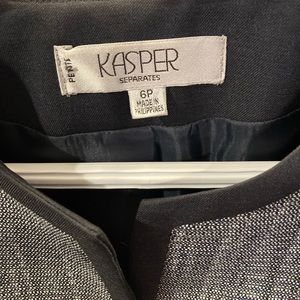 PETITE
KASPER
SEPARATES
6P
MADE IN
PHILIPPINES